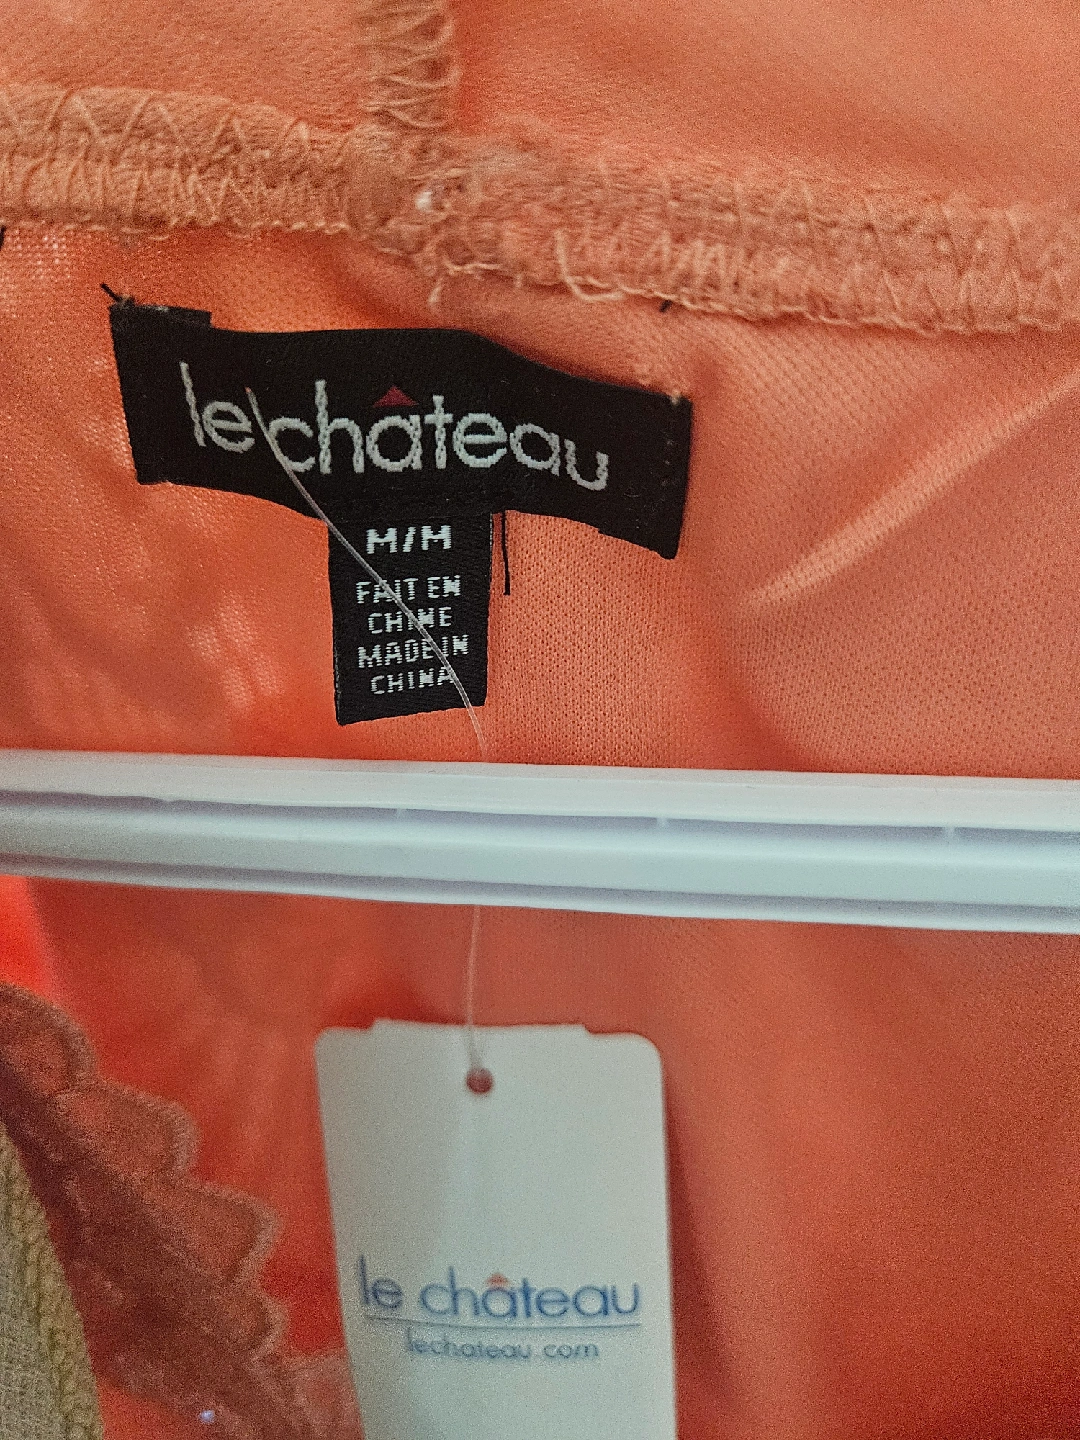 le château
M/M
FAIT EN
CHINE
MADE IN
CHINA
le château
lechateau.com